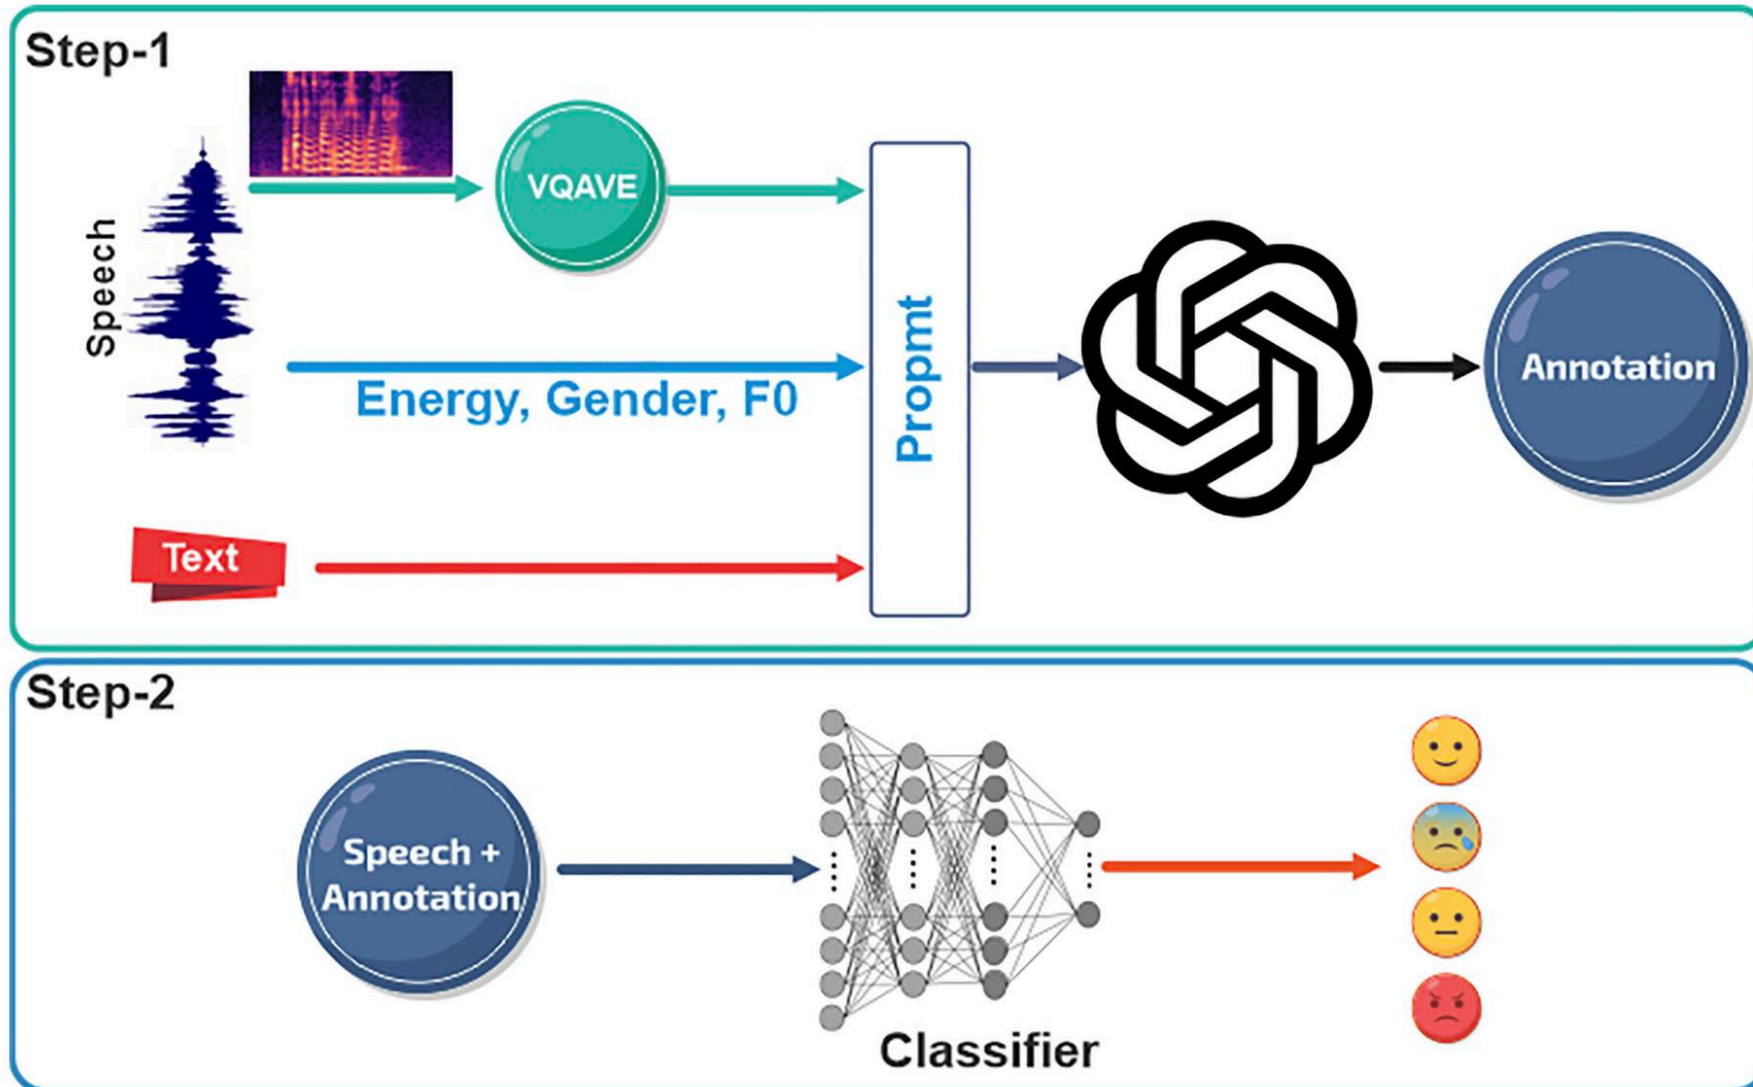 Step-1
Speech
VQAVE
Energy, Gender, F0
Text
Propmt
Annotation
Step-2
Speech +
Annotation
Classifier